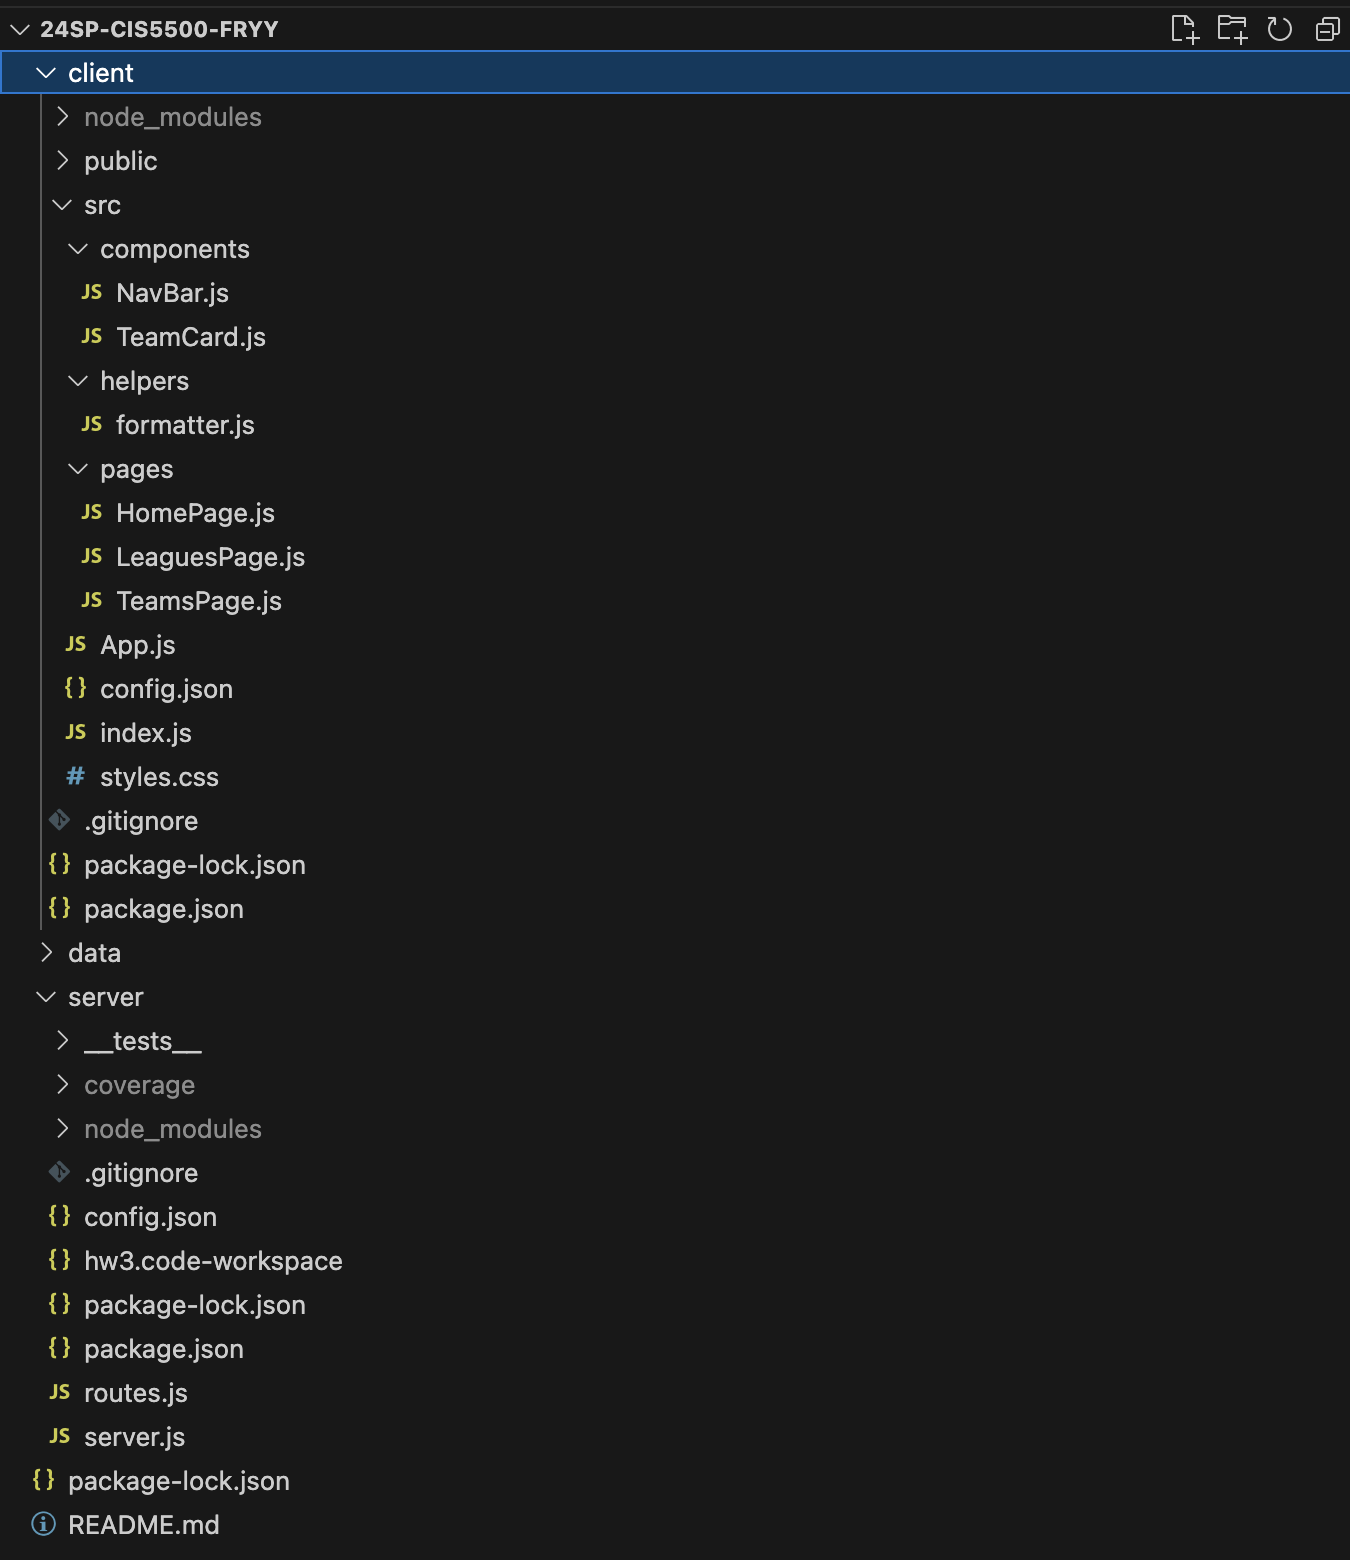 24SP-CIS5500-FRYY
client
node_modules
public
src
components
JS NavBar.js
JS TeamCard.js
helpers
JS formatter.js
pages
JS HomePage.js
JS LeaguesPage.js
JS TeamsPage.js
JS App.js
{} config.json
JS index.js
# styles.css
.gitignore
{} package-lock.json
{} package.json
data
server
__tests__
coverage
node_modules
.gitignore
{} config.json
{} hw3.code-workspace
{} package-lock.json
{} package.json
JS routes.js
JS server.js
{} package-lock.json
README.md